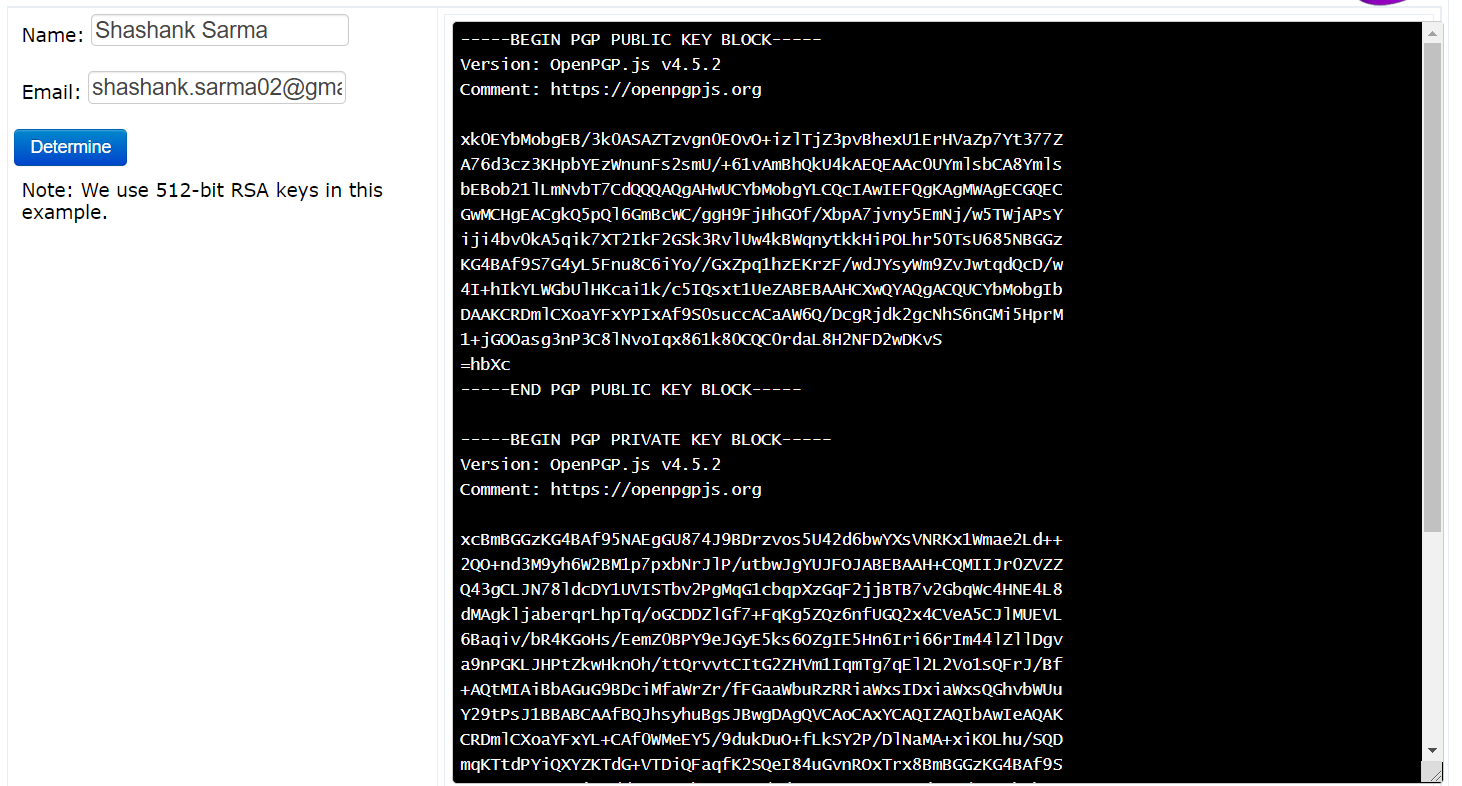 Name: Shashank Sarma
Email: shashank.sarma02@gma
Determine
Note: We use 512-bit RSA keys in this
example.
-----BEGIN PGP PUBLIC KEY BLOCK-----
Version: OpenPGP.js v4.5.2
Comment: https://openpgpjs.org
xk0EYbMobgEB/3k0ASAZTzvgn0EOvO+izlTjZ3pvBhexU1ErHVaZp7Yt377Z
A76d3cz3KHpbYEzWnunFs2smU/+61vAmBhQkU4kAEQEAAc0UYmlsbCA8Ymls
bEBob21lLmNvbT7CdQQQAQgAHwUCYbMobgYLCQcIAwIEFQgKAgMWAgECGQEC
GwMCHgEACgkQ5pQl6GmBcWC/ggH9FjHhGOf/XbpA7jvny5EmNj/w5TWjAPsY
iji4bv0kA5qik7XT2IkF2GSk3RvlUw4kBWqnytkkHiPOLhr5OTsU685NBGGz
KG4BAf9S7G4yL5Fnu8C6iYo//GxZpq1hzEKrzF/wdJYsyWm9ZvJwtqdQcD/w
4I+hIkYLWGbUlHKcai1k/c5IQsxt1UeZABEBAAHCXwQYAQgACQUCYbMobgIb
DAAKCRDmlCXoaYFxYPIxAf9S0succACaAW6Q/DcgRjdk2gcNhS6nGMi5HprM
1+jGOOasg3nP3C8lNvoIqx861k8OCQC0rdaL8H2NFD2wDKvS
=hbXc
-----END PGP PUBLIC KEY BLOCK-----
-----BEGIN PGP PRIVATE KEY BLOCK-----
Version: OpenPGP.js v4.5.2
Comment: https://openpgpjs.org
xcBmBGGzKG4BAf95NAEgGU874J9BDrzvos5U42d6bwYXsVNRKx1Wmae2Ld++
2QO+nd3M9yh6W2BM1p7pxbNrJlP/utbwJgYUJFOJABEBAAH+CQMIIJrOZVZZ
Q43gCLJN78ldcDY1UVISTbv2PgMqG1cbqpXzGqF2jjBTB7v2GbqWc4HNE4L8
dMAgkljaberqrLhpTq/oGCDDZlGf7+FqKg5ZQz6nfUGQ2x4CVeA5CJlMUEVL
6Baqiv/bR4KGoHs/EemZ0BPY9eJGyE5ks6OZgIE5Hn6Iri66rIm44lZllDgv
a9nPGKLJHPtZkwHknOh/ttQrvvtCItG2ZHVm1IqmTg7qEl2L2Vo1sQFrJ/Bf
+AQtMIAiBbAGuG9BDciMfaWrZr/fFGaaWbuRzRRiaWxsIDxiaWxsQGhvbWUu
Y29tPsJ1BBABCAAfBQJhsyhuBgsJBwgDAgQVCAoCAxYCAQIZAQIbAwIeAQAK
CRDmlCXoaYFxYL+CAf0WMeEY5/9dukDuO+fLkSY2P/DlNaMA+xiKOLhu/SQD
mqKTtdPYiQXYZKTdG+VTDiQFaqfK2SQeI84uGvnROxTrx8BmBGGzKG4BAf9S